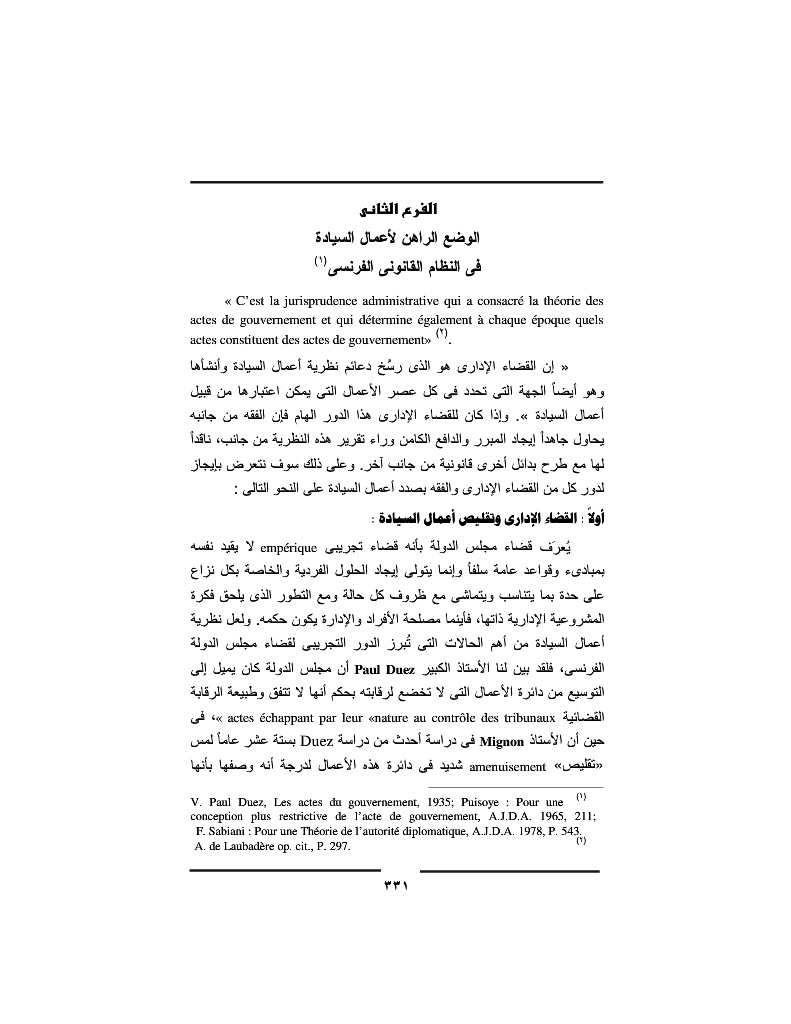 الفرع الثانى
الوضع الراهن لأعمال السيادة
فى النظام القانونى الفرنسى(١)
« C’est la jurisprudence administrative qui a consacré la théorie des
actes de gouvernement et qui détermine également à chaque époque quels
actes constituent des actes de gouvernement» (٢).
« إن القضاء الإدارى هو الذى رسَّخ دعائم نظرية أعمال السيادة وأنشأها
وهو أيضاً الجهة التى تحدد فى كل عصر الأعمال التى يمكن اعتبارها من قبيل
أعمال السيادة ». وإذا كان للقضاء الإدارى هذا الدور الهام فإن الفقه من جانبه
يحاول جاهداً إيجاد المبرر والدافع الكامن وراء تقرير هذه النظرية من جانب، ناقداً
لها مع طرح بدائل أخرى قانونية من جانب آخر. وعلى ذلك سوف نتعرض بإيجاز
لدور كل من القضاء الإدارى والفقه بصدد أعمال السيادة على النحو التالى :
أولاً : القضاء الإدارى وتقليص أعمال السيادة :
يُعرَف قضاء مجلس الدولة بأنه قضاء تجريبى empérique لا يقيد نفسه
بمبادىء وقواعد عامة سلفاً وإنما يتولى إيجاد الحلول الفردية والخاصة بكل نزاع
على حدة بما يتناسب ويتماشى مع ظروف كل حالة ومع التطور الذى يلحق فكرة
المشروعية الإدارية ذاتها، فأينما مصلحة الأفراد والإدارة يكون حكمه. ولعل نظرية
أعمال السيادة من أهم الحالات التى تُبرز الدور التجريبى لقضاء مجلس الدولة
الفرنسى، فلقد بين لنا الأستاذ الكبير Paul Duez أن مجلس الدولة كان يميل إلى
التوسيع من دائرة الأعمال التى لا تخضع لرقابته بحكم أنها لا تتفق وطبيعة الرقابة
القضائية actes échappant par leur «nature au contrôle des tribunaux »، فى
حين أن الأستاذ Mignon فى دراسة أحدث من دراسة Duez بستة عشر عاماً لمس
«تقليص» amenuisement شديد فى دائرة هذه الأعمال لدرجة أنه وصفها بأنها
(١) V. Paul Duez, Les actes du gouvernement, 1935; Puisoye : Pour une
conception plus restrictive de l’acte de gouvernement, A.J.D.A. 1965, 211;
F. Sabiani : Pour une Théorie de l’autorité diplomatique, A.J.D.A. 1978, P. 543.
(٢) A. de Laubadère op. cit., P. 297.
٣٣١